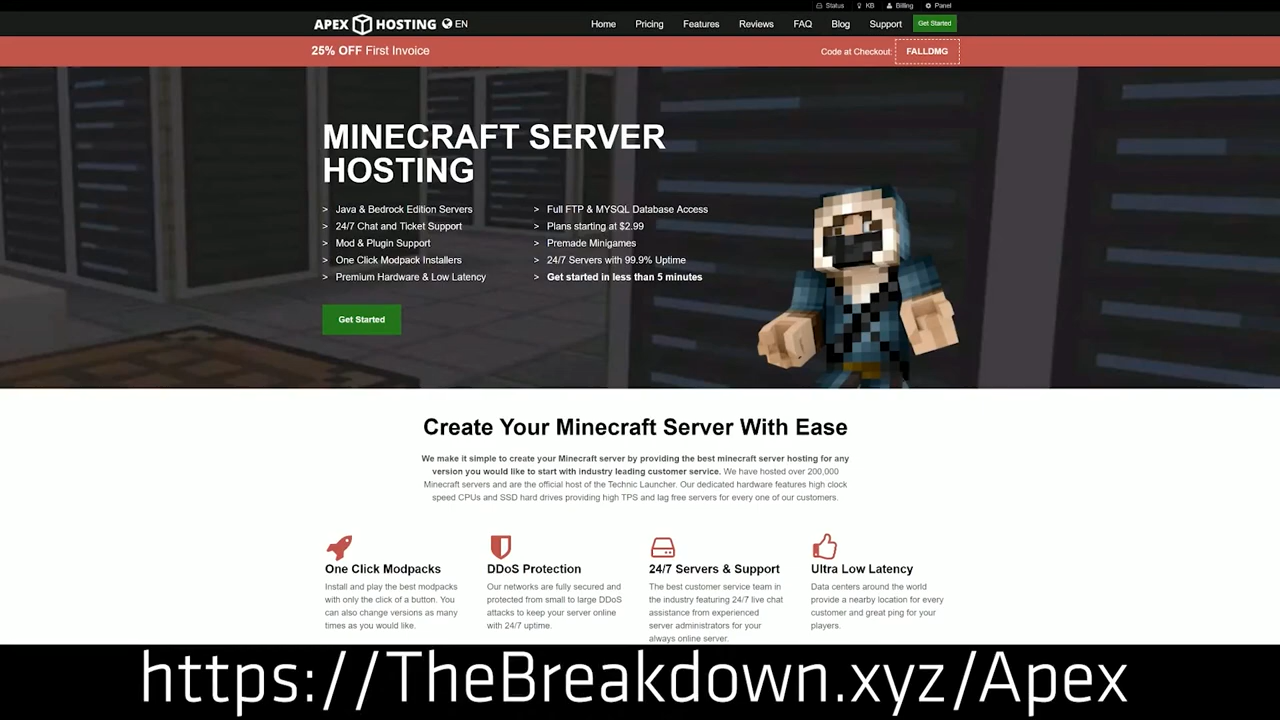 Status KB Billing Panel
APEX HOSTING EN Home Pricing Features Reviews FAQ Blog Support Get Started
25% OFF First Invoice Code at Checkout: FALLDMG
MINECRAFT SERVER
HOSTING
> Java & Bedrock Edition Servers > Full FTP & MYSQL Database Access
> 24/7 Chat and Ticket Support > Plans starting at $2.99
> Mod & Plugin Support > Premade Minigames
> One Click Modpack Installers > 24/7 Servers with 99.9% Uptime
> Premium Hardware & Low Latency > Get started in less than 5 minutes
Get Started
Create Your Minecraft Server With Ease
We make it simple to create your Minecraft server by providing the best minecraft server hosting for any
version you would like to start with industry leading customer service. We have hosted over 200,000
Minecraft servers and are the official host of the Technic Launcher. Our dedicated hardware features high clock
speed CPUs and SSD hard drives providing high TPS and lag free servers for every one of our customers.
One Click Modpacks
Install and play the best modpacks
with only the click of a button. You
can also change versions as many
times as you would like.
DDoS Protection
Our networks are fully secured and
protected from small to large DDoS
attacks to keep your server online
with 24/7 uptime.
24/7 Servers & Support
The best customer service team in
the industry featuring 24/7 live chat
assistance from experienced
server administrators for your
always online server.
Ultra Low Latency
Data centers around the world
provide a nearby location for every
customer and great ping for your
players.
https://TheBreakdown.xyz/Apex